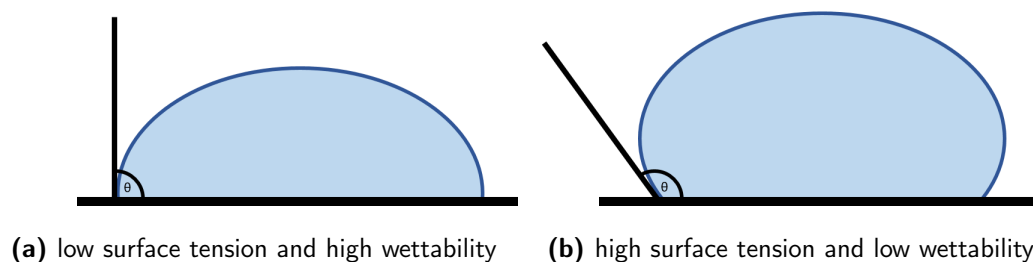 θ
θ
(a) low surface tension and high wettability
(b) high surface tension and low wettability